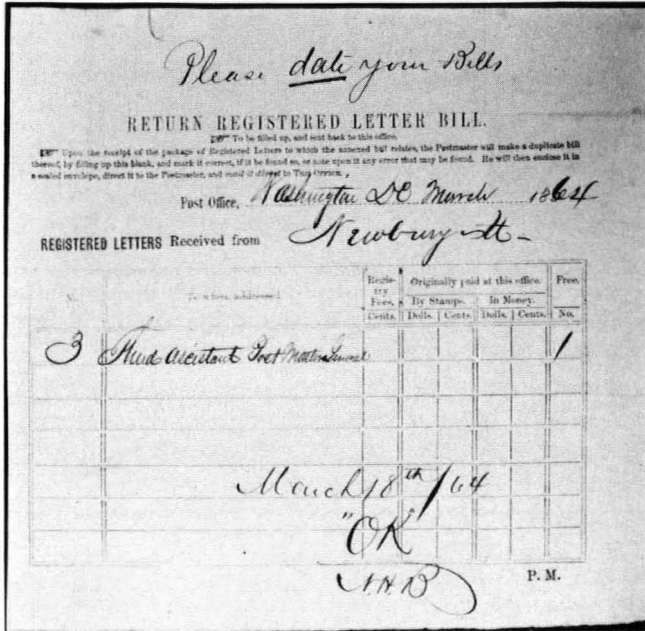 Please date your Bills
RETURN REGISTERED LETTER BILL.
☞ To be filled up, and sent back to this office.
☞ Upon the receipt of the package of Registered Letters to which the annexed bill relates, the Postmaster will make a duplicate bill
thereof, by filling up this blank, and mark it correct, if it be found so, or note upon it any error that may be found. He will then enclose it in
a sealed envelope, direct it to the Postmaster, and send it direct to THIS OFFICE.
Post Office, Washington DC March 1864
REGISTERED LETTERS Received from Newbury Vt-
Registry Fees. Originally paid at this office. Free.
N. To whom addressed. By Stamps. In Money.
Cents. Dolls. Cents. Dolls. Cents. No.
3 Third Assistant Post Master General 1
March 18th/64
"OK"
P. M.